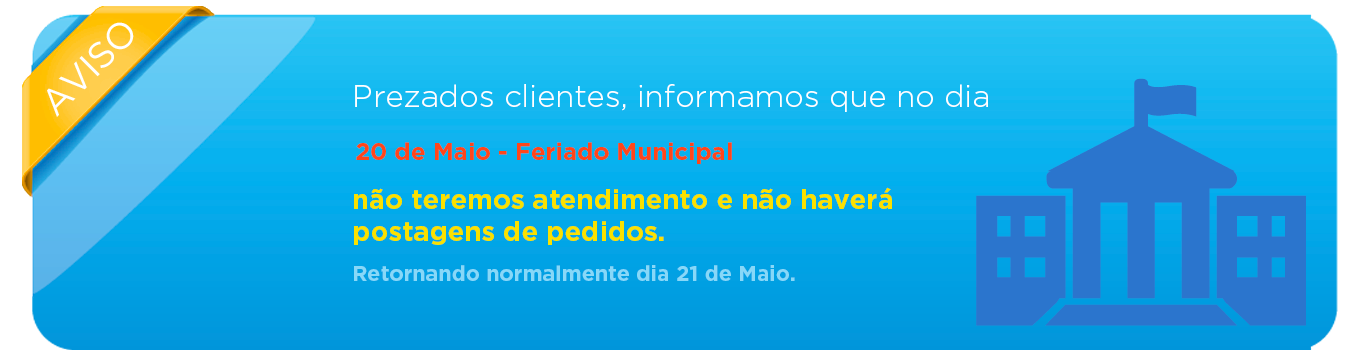 AVISO
Prezados clientes, informamos que no dia
20 de Maio - Feriado Municipal
não teremos atendimento e não haverá
postagens de pedidos.
Retornando normalmente dia 21 de Maio.